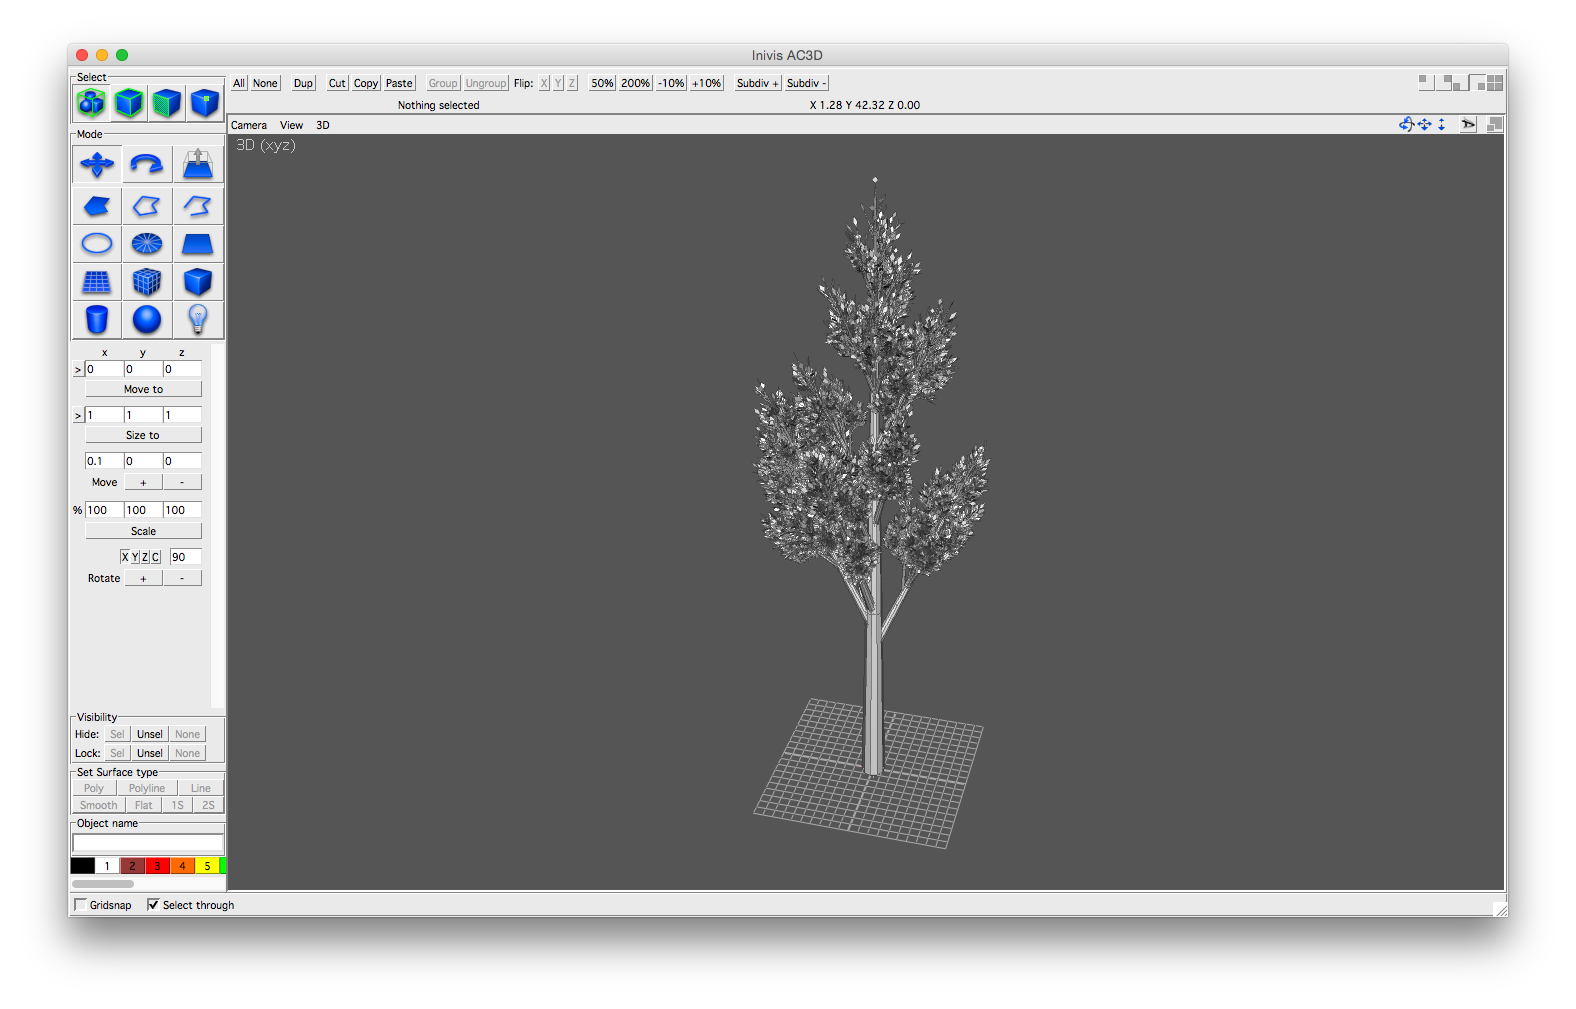 Inivis AC3D
Select
All None Dup Cut Copy Paste Group Ungroup Flip: X Y Z 50% 200% -10% +10% Subdiv + Subdiv -
Nothing selected X 1.28 Y 42.32 Z 0.00
Camera View 3D
3D (xyz)
Mode
x y z
> 0 0 0
Move to
> 1 1 1
Size to
0.1 0 0
Move + -
% 100 100 100
Scale
X Y Z C 90
Rotate + -
Visibility
Hide: Sel Unsel None
Lock: Sel Unsel None
Set Surface type
Poly Polyline Line
Smooth Flat 1S 2S
Object name
1 2 3 4 5
Gridsnap Select through